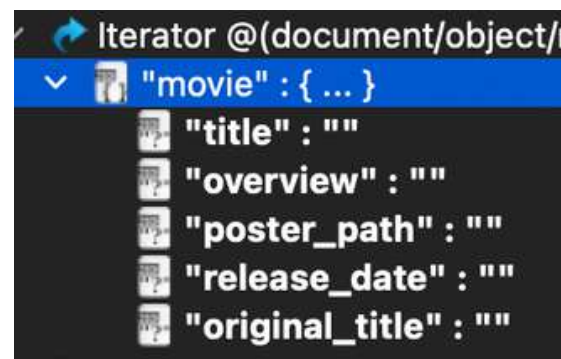 Iterator @(document/object/
"movie" : { ... }
"title" : ""
"overview" : ""
"poster_path" : ""
"release_date" : ""
"original_title" : ""